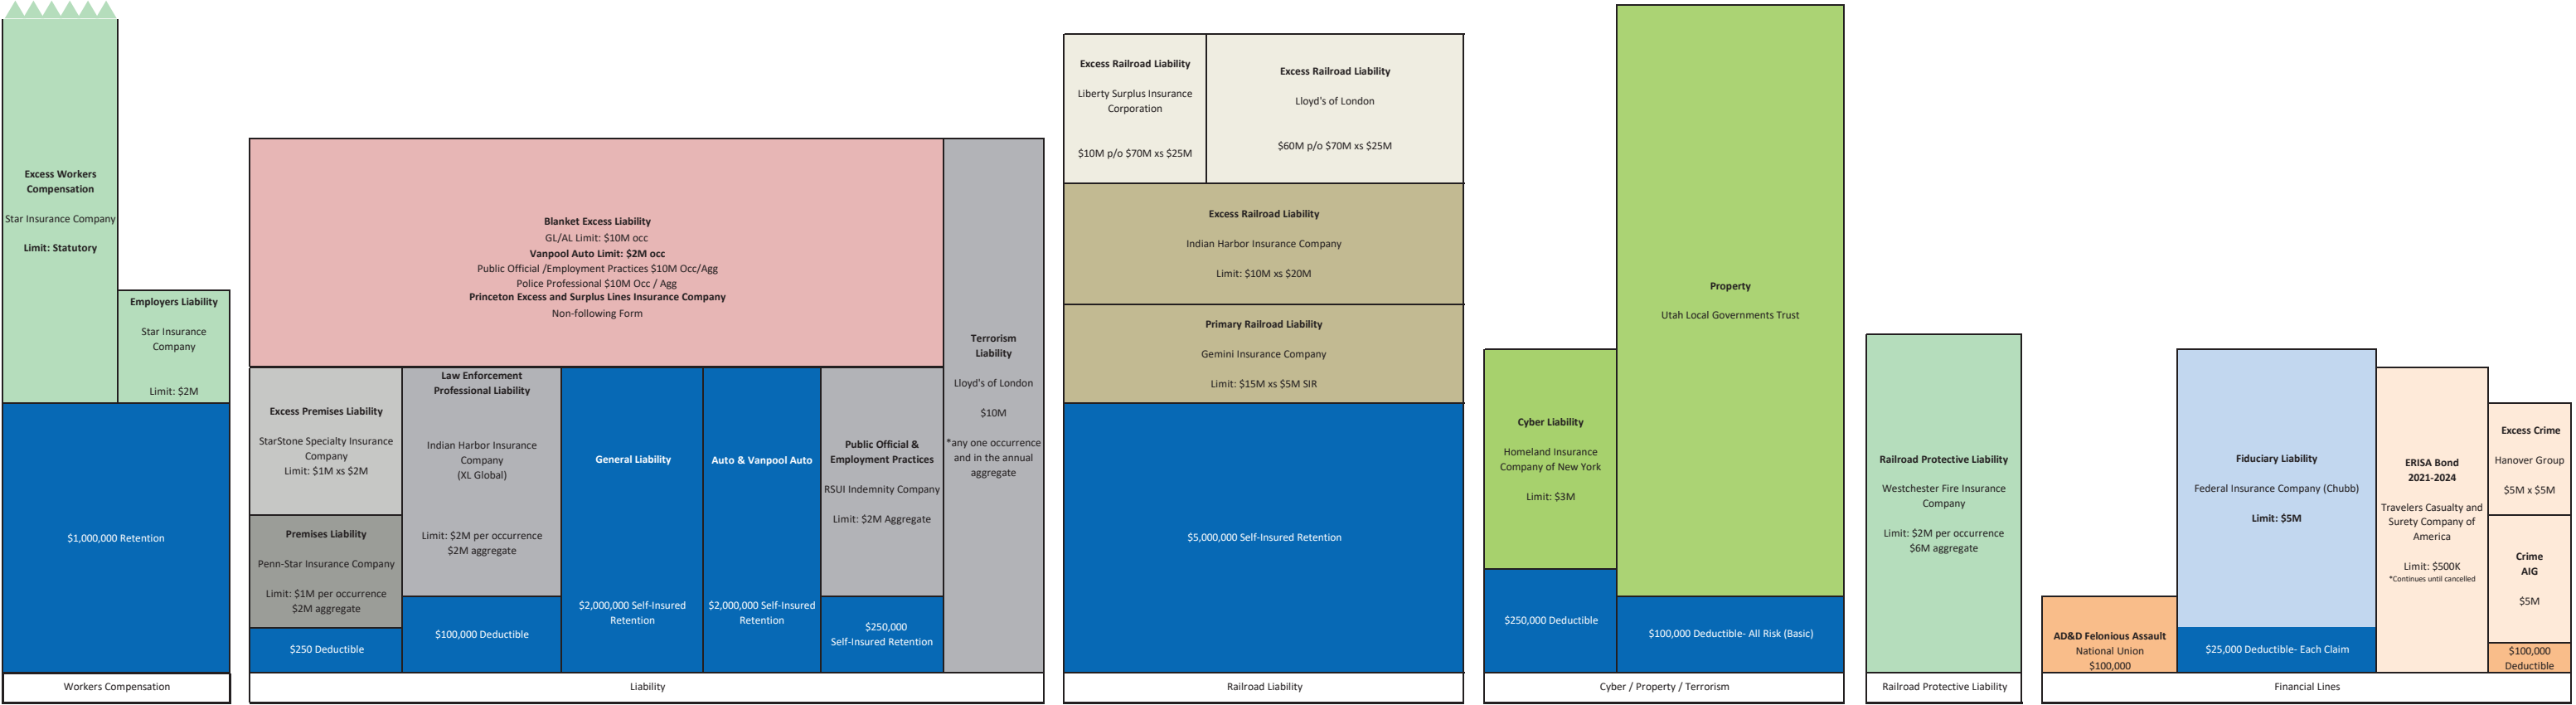 Excess Workers
Compensation
Star Insurance Company
Limit: Statutory
Employers Liability
Star Insurance
Company
Limit: $2M
$1,000,000 Retention
Workers Compensation
Blanket Excess Liability
GL/AL Limit: $10M occ
Vanpool Auto Limit: $2M occ
Public Official /Employment Practices $10M Occ/Agg
Police Professional $10M Occ / Agg
Princeton Excess and Surplus Lines Insurance Company
Non-following Form
Excess Premises Liability
StarStone Specialty Insurance
Company
Limit: $1M xs $2M
Premises Liability
Penn-Star Insurance Company
Limit: $1M per occurrence
$2M aggregate
$250 Deductible
Law Enforcement
Professional Liability
Indian Harbor Insurance
Company
(XL Global)
Limit: $2M per occurrence
$2M aggregate
$100,000 Deductible
General Liability
$2,000,000 Self-Insured
Retention
Auto & Vanpool Auto
$2,000,000 Self-Insured
Retention
Public Official &
Employment Practices
RSUI Indemnity Company
Limit: $2M Aggregate
$250,000
Self-Insured Retention
Terrorism
Liability
Lloyd's of London
$10M
*any one occurrence
and in the annual
aggregate
Liability
Excess Railroad Liability
Liberty Surplus Insurance
Corporation
$10M p/o $70M xs $25M
Excess Railroad Liability
Lloyd's of London
$60M p/o $70M xs $25M
Excess Railroad Liability
Indian Harbor Insurance Company
Limit: $10M xs $20M
Primary Railroad Liability
Gemini Insurance Company
Limit: $15M xs $5M SIR
$5,000,000 Self-Insured Retention
Railroad Liability
Cyber Liability
Homeland Insurance
Company of New York
Limit: $3M
$250,000 Deductible
Property
Utah Local Governments Trust
$100,000 Deductible- All Risk (Basic)
Cyber / Property / Terrorism
Railroad Protective Liability
Westchester Fire Insurance
Company
Limit: $2M per occurrence
$6M aggregate
Railroad Protective Liability
AD&D Felonious Assault
National Union
$100,000
Fiduciary Liability
Federal Insurance Company (Chubb)
Limit: $5M
$25,000 Deductible- Each Claim
ERISA Bond
2021-2024
Travelers Casualty and
Surety Company of
America
Limit: $500K
*Continues until cancelled
Excess Crime
Hanover Group
$5M x $5M
Crime
AIG
$5M
$100,000
Deductible
Financial Lines